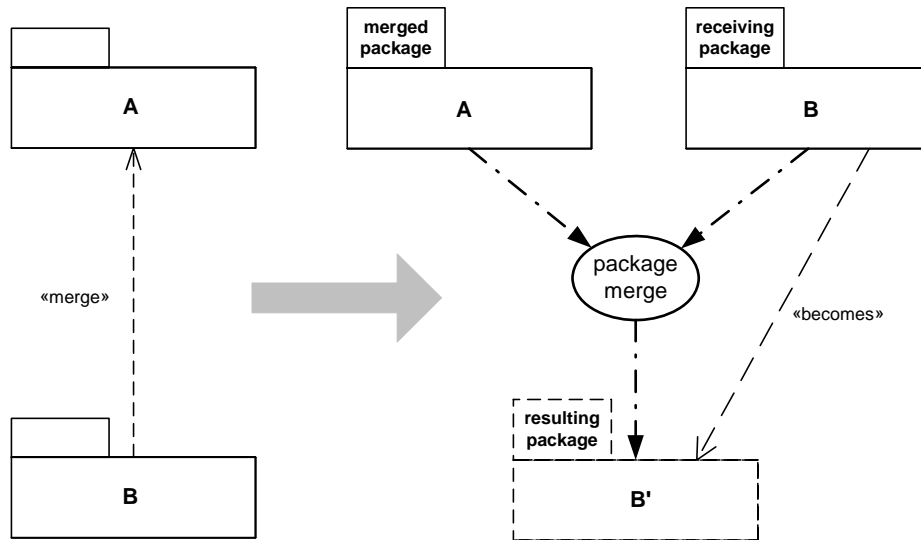 A
«merge»
B
merged
package
A
receiving
package
B
package
merge
«becomes»
resulting
package
B'